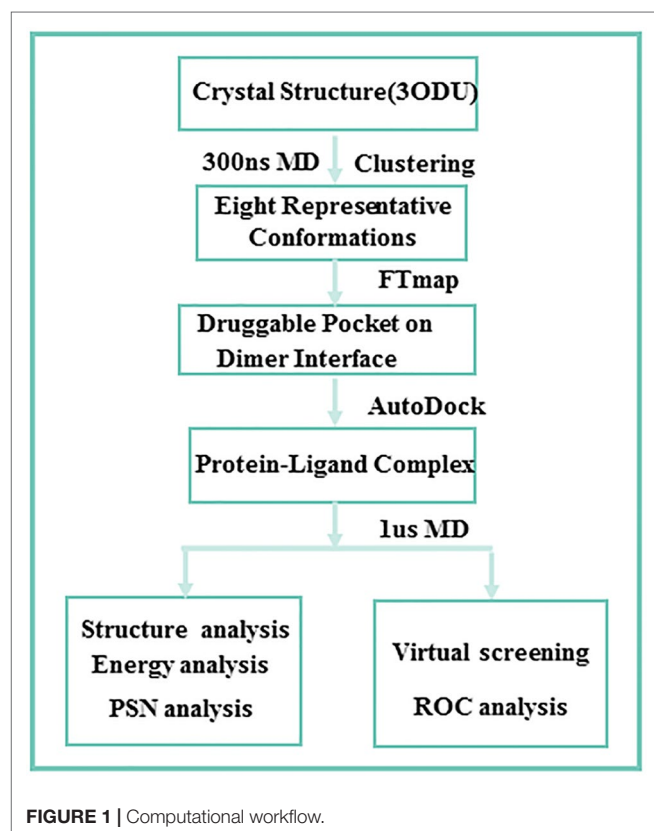 Crystal Structure(3ODU)
300ns MD Clustering
Eight Representative
Conformations
FTmap
Druggable Pocket on
Dimer Interface
AutoDock
Protein-Ligand Complex
1us MD
Structure analysis
Energy analysis
PSN analysis
Virtual screening
ROC analysis
FIGURE 1 | Computational workflow.